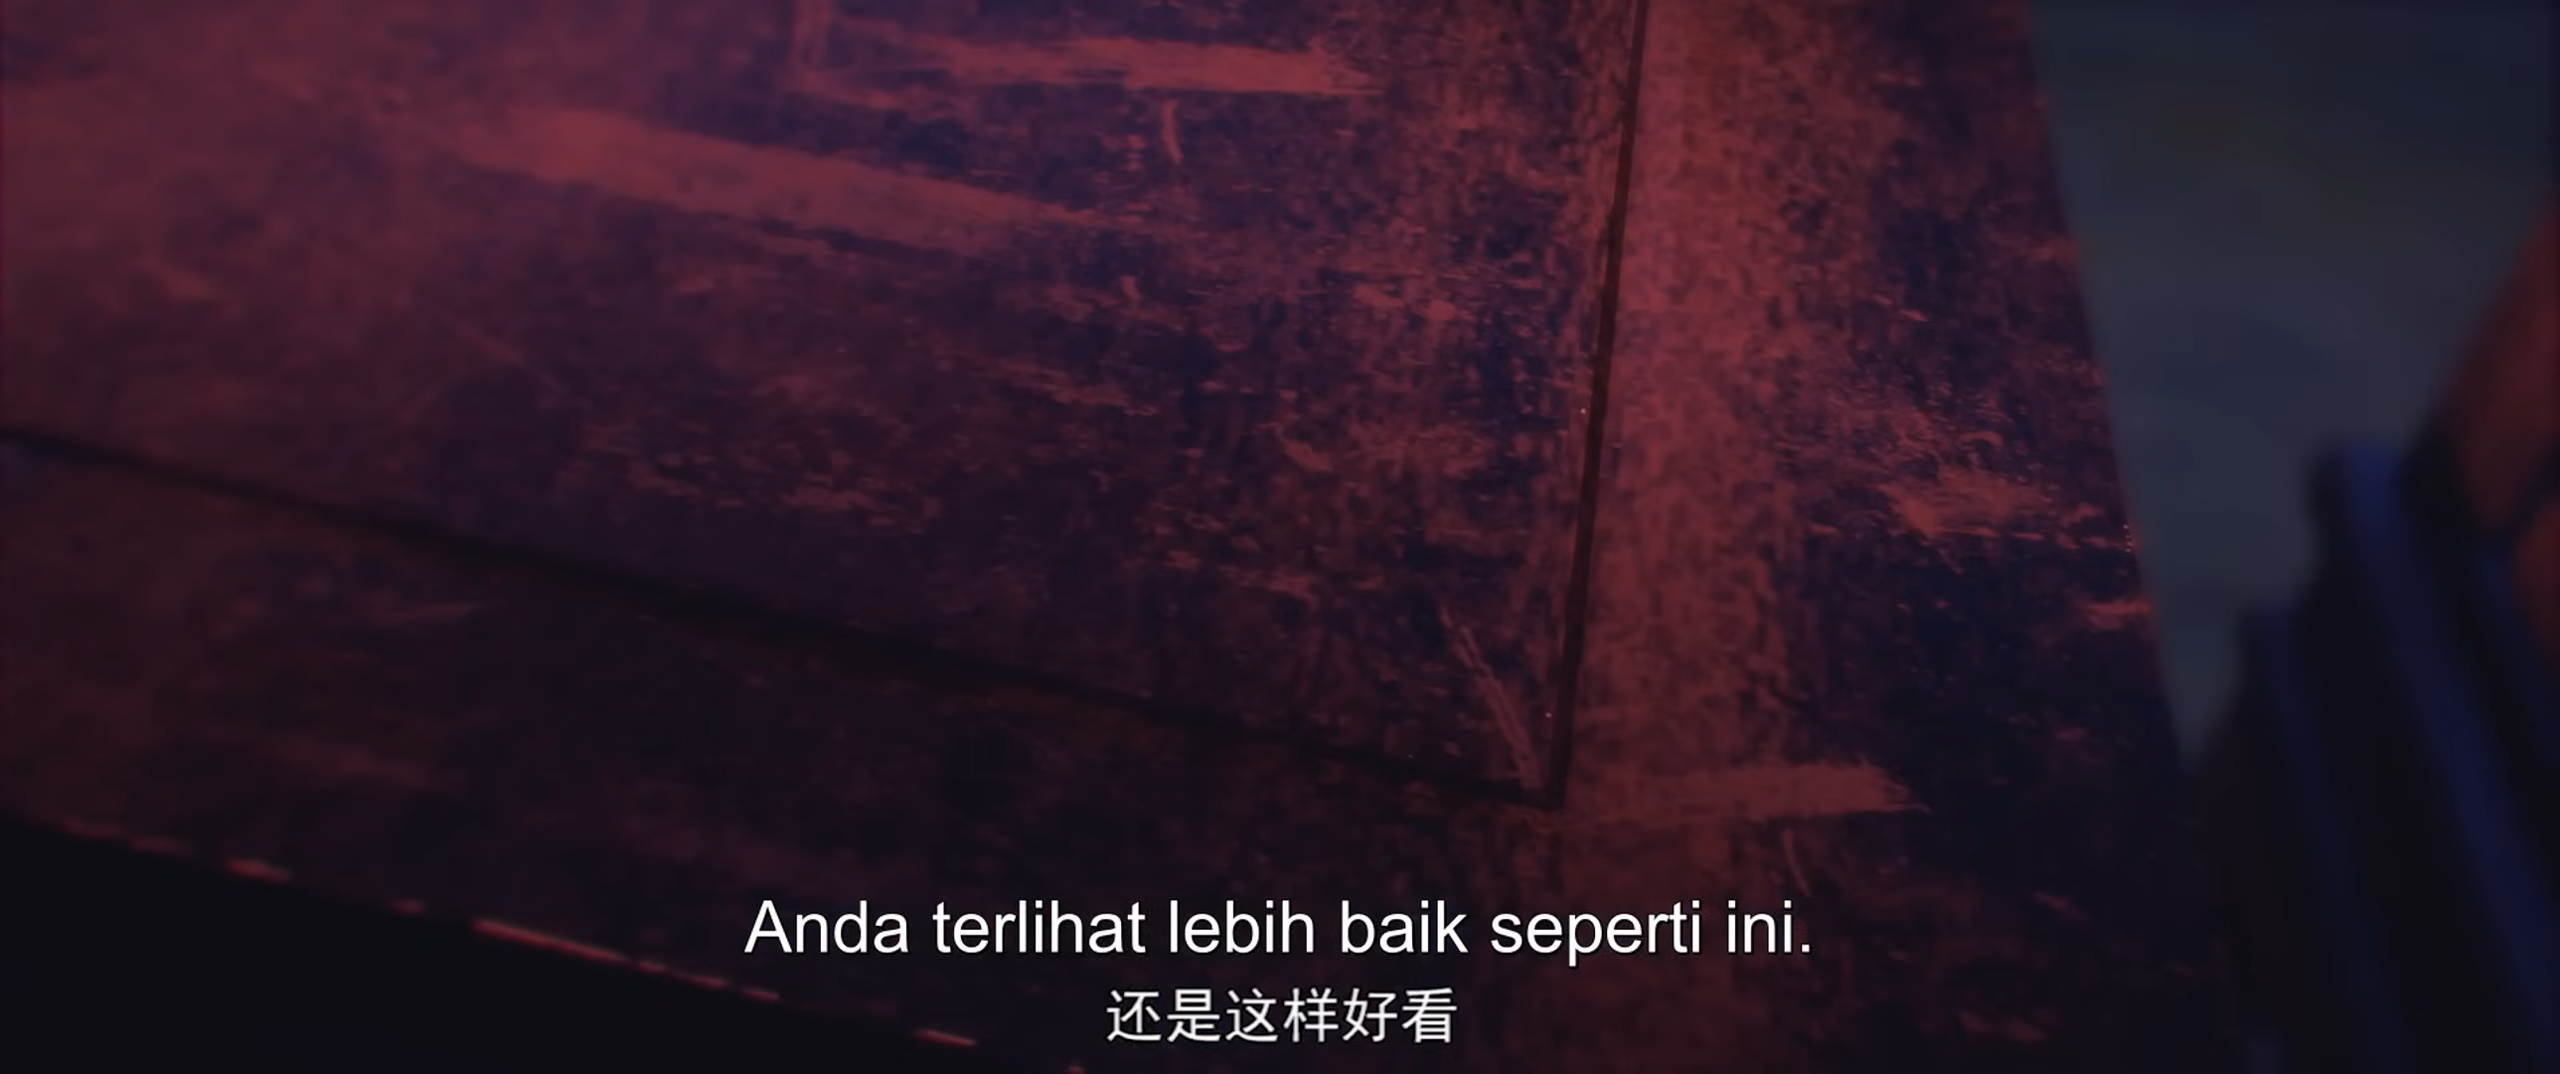 Anda terlihat lebih baik seperti ini.
还是这样好看